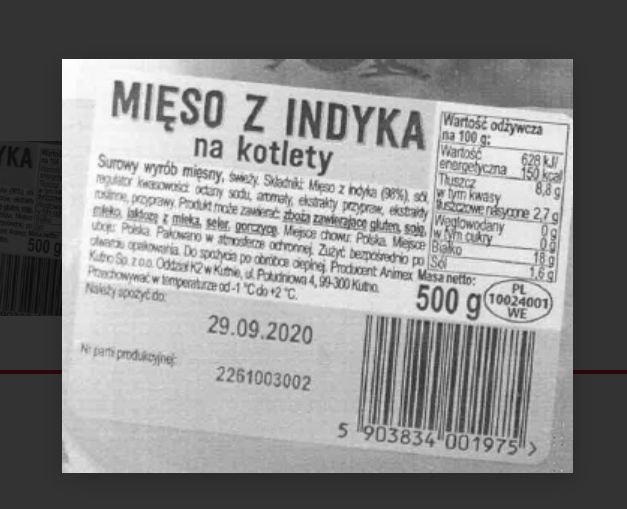 MIĘSO Z INDYKA
na kotlety
Surowy wyrób mięsny, świeży. Składniki: Mięso z indyka (98%), sól,
regulator kwasowości: octany sodu, aromaty, ekstrakty przypraw, ekstrakty
roślinne, przyprawy. Produkt może zawierać: zboża zawierające gluten, soję,
mleko, laktozę z mleka, seler, gorczycę. Miejsce chowu: Polska. Miejsce
uboju: Polska. Pakowano w atmosferze ochronnej. Zużyć bezpośrednio po
otwarciu opakowania. Do spożycia po obróbce cieplnej. Producent: Animex
Kutno Sp. z o.o. Oddział K2 w Kutnie, ul. Południowa 4, 99-300 Kutno.
Przechowywać w temperaturze od -1 °C do +2 °C.
Należy spożyć do:
29.09.2020
Nr partii produkcyjnej:
2261003002
Wartość odżywcza
na 100 g:
Wartość 628 kJ/
energetyczna 150 kcal
Tłuszcz 8,8 g
w tym kwasy
tłuszczowe nasycone 2,7 g
Węglowodany 0 g
w tym cukry 0 g
Białko 18 g
Sól 1,6 g
Masa netto:
500 g
PL
10024001
WE
5 903834 001975 >
YKA
500 g